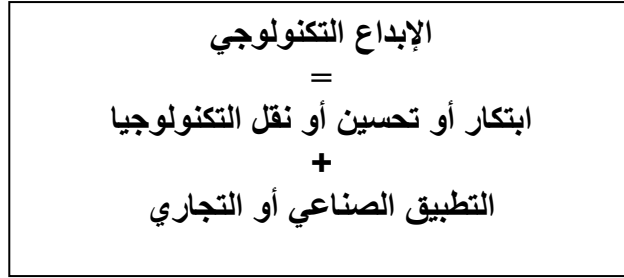 الإبداع التكنولوجي
=
ابتكار أو تحسين أو نقل التكنولوجيا
+
التطبيق الصناعي أو التجاري